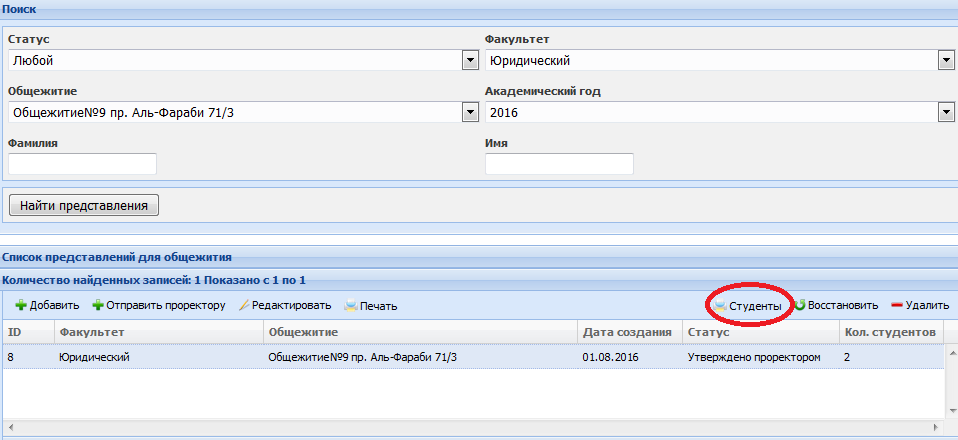 Поиск
Статус Факультет
Любой Юридический
Общежитие Академический год
Общежитие№9 пр. Аль-Фараби 71/3 2016
Фамилия Имя
Найти представления
Список представлений для общежития
Количество найденных записей: 1 Показано с 1 по 1
Добавить Отправить проректору Редактировать Печать Студенты Восстановить Удалить
ID Факультет Общежитие Дата создания Статус Кол. студентов
8 Юридический Общежитие№9 пр. Аль-Фараби 71/3 01.08.2016 Утверждено проректором 2